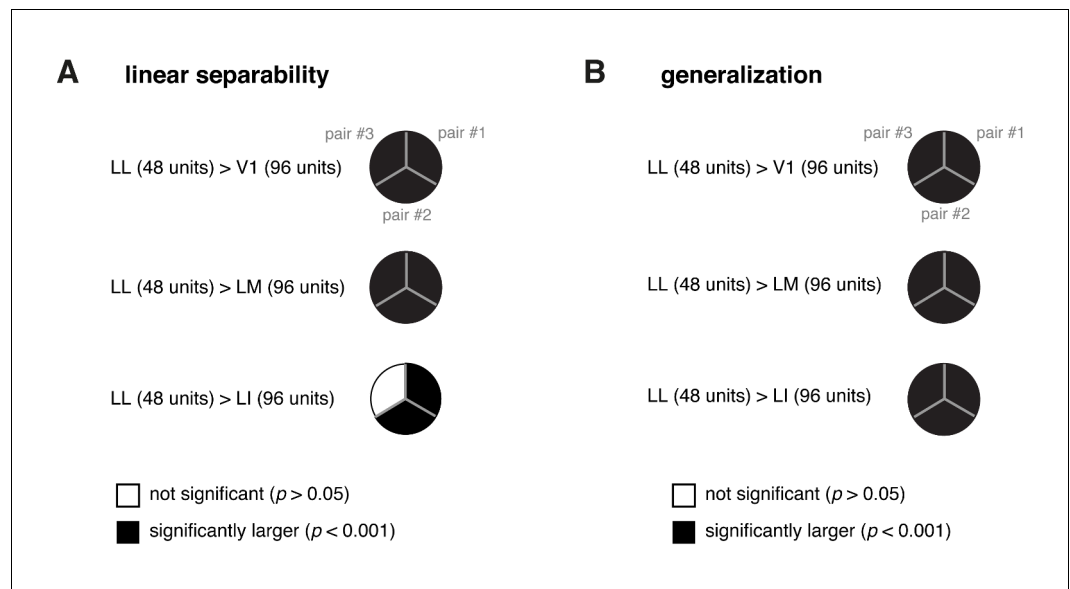 A linear separability
pair #3 pair #1
LL (48 units) > V1 (96 units)
pair #2
LL (48 units) > LM (96 units)
LL (48 units) > LI (96 units)
not significant (p > 0.05)
significantly larger (p < 0.001)
B generalization
pair #3 pair #1
LL (48 units) > V1 (96 units)
pair #2
LL (48 units) > LM (96 units)
LL (48 units) > LI (96 units)
not significant (p > 0.05)
significantly larger (p < 0.001)